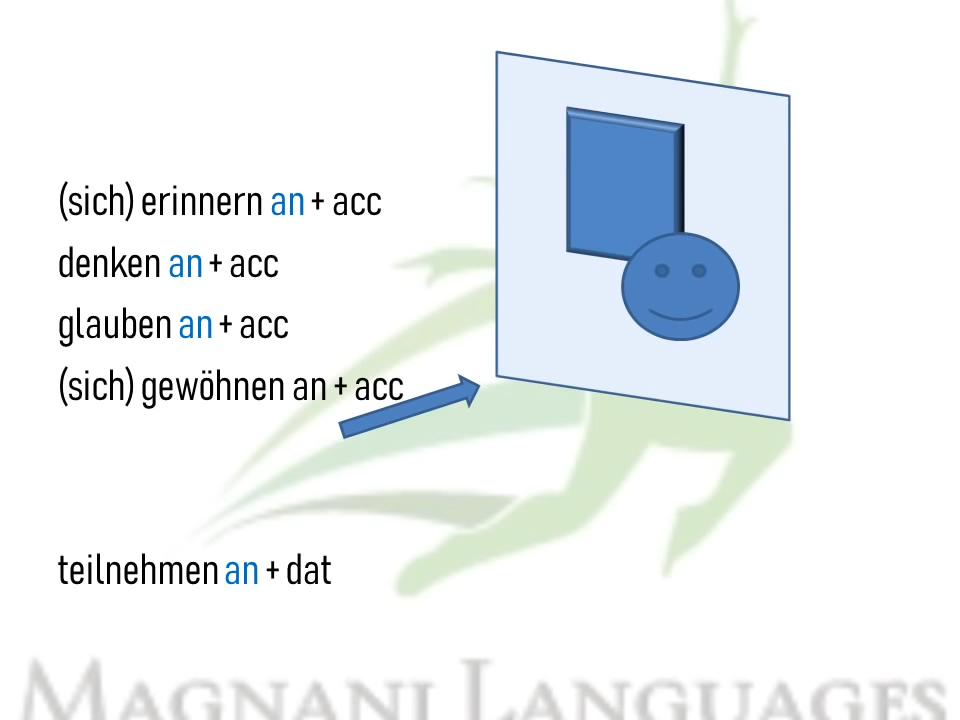 (sich) erinnern an + acc
denken an + acc
glauben an + acc
(sich) gewöhnen an + acc
teilnehmen an + dat
MAGNANI LANGUAGES